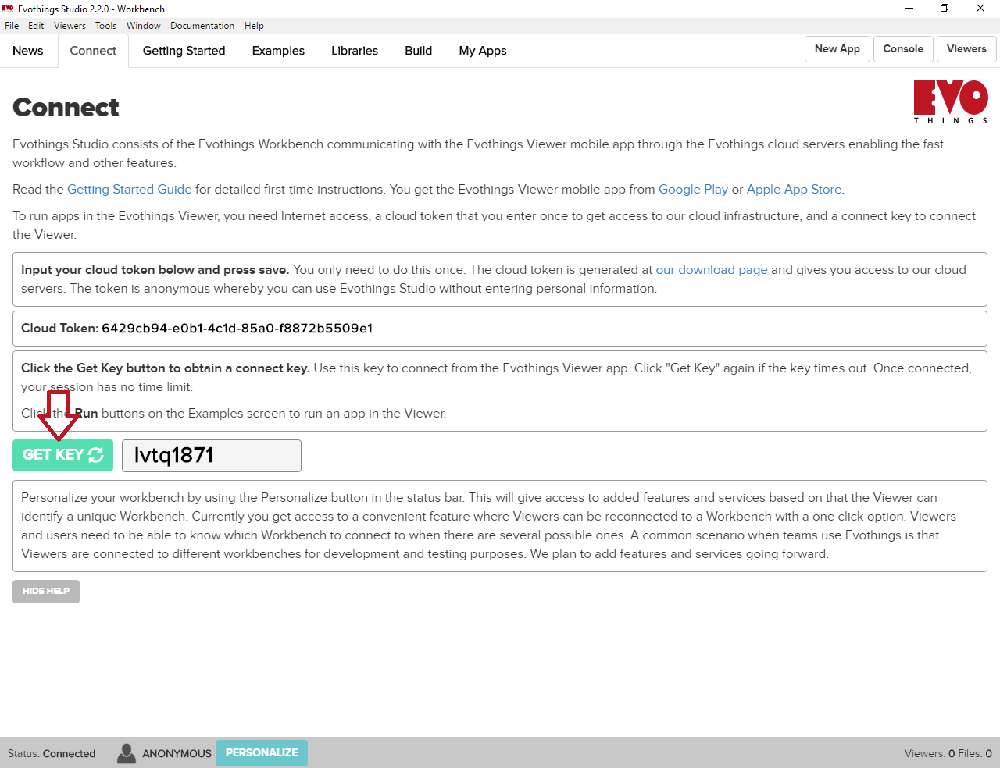 EVO Evothings Studio 2.2.0 - Workbench
File Edit Viewers Tools Window Documentation Help
News Connect Getting Started Examples Libraries Build My Apps New App Console Viewers
EVO
THINGS
Connect
Evothings Studio consists of the Evothings Workbench communicating with the Evothings Viewer mobile app through the Evothings cloud servers enabling the fast
workflow and other features.
Read the Getting Started Guide for detailed first-time instructions. You get the Evothings Viewer mobile app from Google Play or Apple App Store.
To run apps in the Evothings Viewer, you need Internet access, a cloud token that you enter once to get access to our cloud infrastructure, and a connect key to connect
the Viewer.
Input your cloud token below and press save. You only need to do this once. The cloud token is generated at our download page and gives you access to our cloud
servers. The token is anonymous whereby you can use Evothings Studio without entering personal information.
Cloud Token: 6429cb94-e0b1-4c1d-85a0-f8872b5509e1
Click the Get Key button to obtain a connect key. Use this key to connect from the Evothings Viewer app. Click "Get Key" again if the key times out. Once connected,
your session has no time limit.
Click the Run buttons on the Examples screen to run an app in the Viewer.
GET KEY lvtq1871
Personalize your workbench by using the Personalize button in the status bar. This will give access to added features and services based on that the Viewer can
identify a unique Workbench. Currently you get access to a convenient feature where Viewers can be reconnected to a Workbench with a one click option. Viewers
and users need to be able to know which Workbench to connect to when there are several possible ones. A common scenario when teams use Evothings is that
Viewers are connected to different workbenches for development and testing purposes. We plan to add features and services going forward.
HIDE HELP
Status: Connected ANONYMOUS PERSONALIZE Viewers: 0 Files: 0